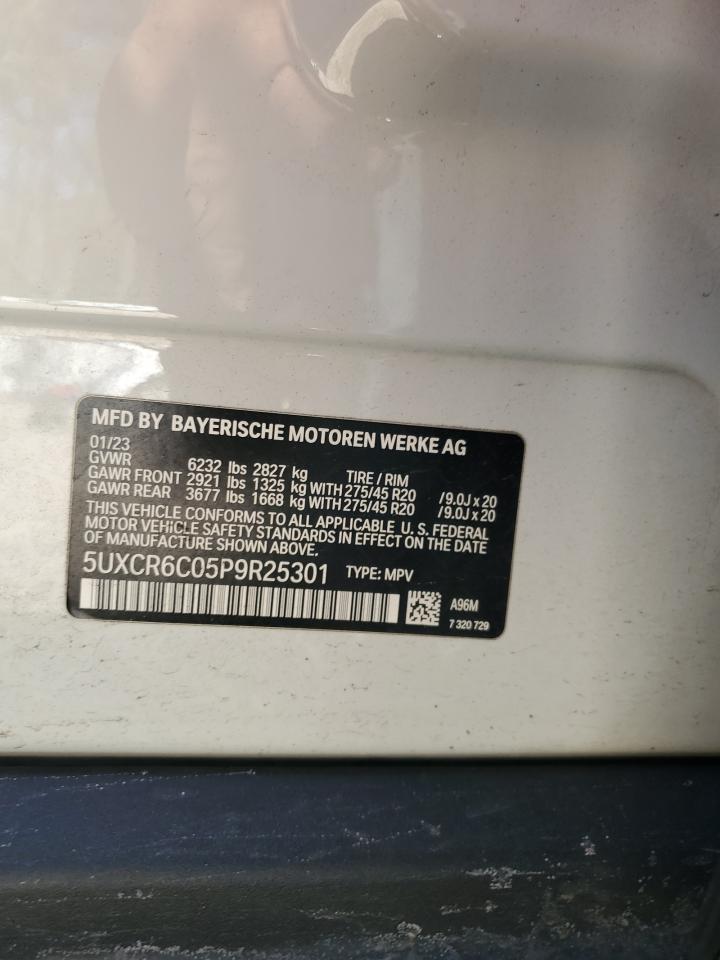 MFD BY BAYERISCHE MOTOREN WERKE AG
01/23
GVWR 6232 lbs 2827 kg TIRE / RIM
GAWR FRONT 2921 lbs 1325 kg WITH 275/45 R20 /9.0J x 20
GAWR REAR 3677 lbs 1668 kg WITH 275/45 R20 /9.0J x 20
THIS VEHICLE CONFORMS TO ALL APPLICABLE U.S. FEDERAL
MOTOR VEHICLE SAFETY STANDARDS IN EFFECT ON THE DATE
OF MANUFACTURE SHOWN ABOVE.
5UXCR6C05P9R25301 TYPE: MPV
A96M
7 320 729